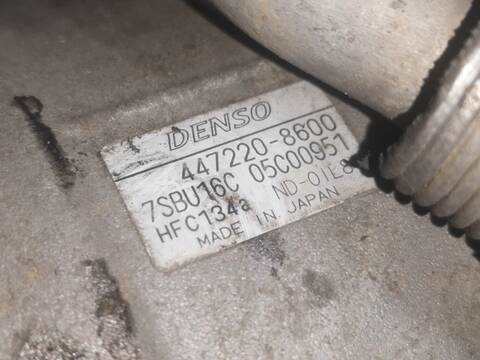 DENSO
447220-8600
7SBU16C 05C00951
HFC134a ND-OIL8
MADE IN JAPAN